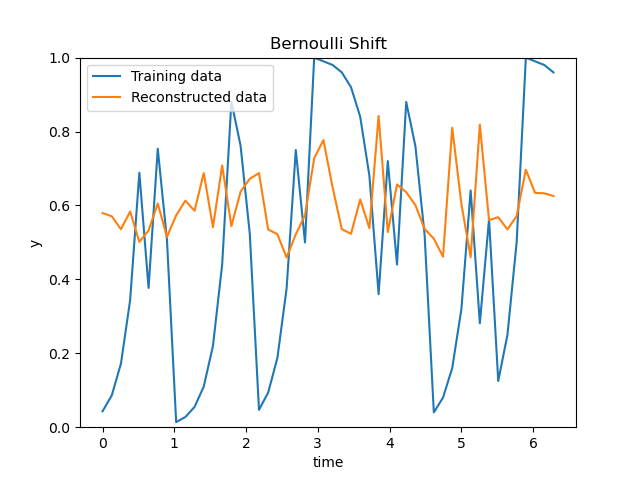 Bernoulli Shift
Training data
Reconstructed data
1.0
0.8
0.6
0.4
0.2
0.0
y
0 1 2 3 4 5 6
time